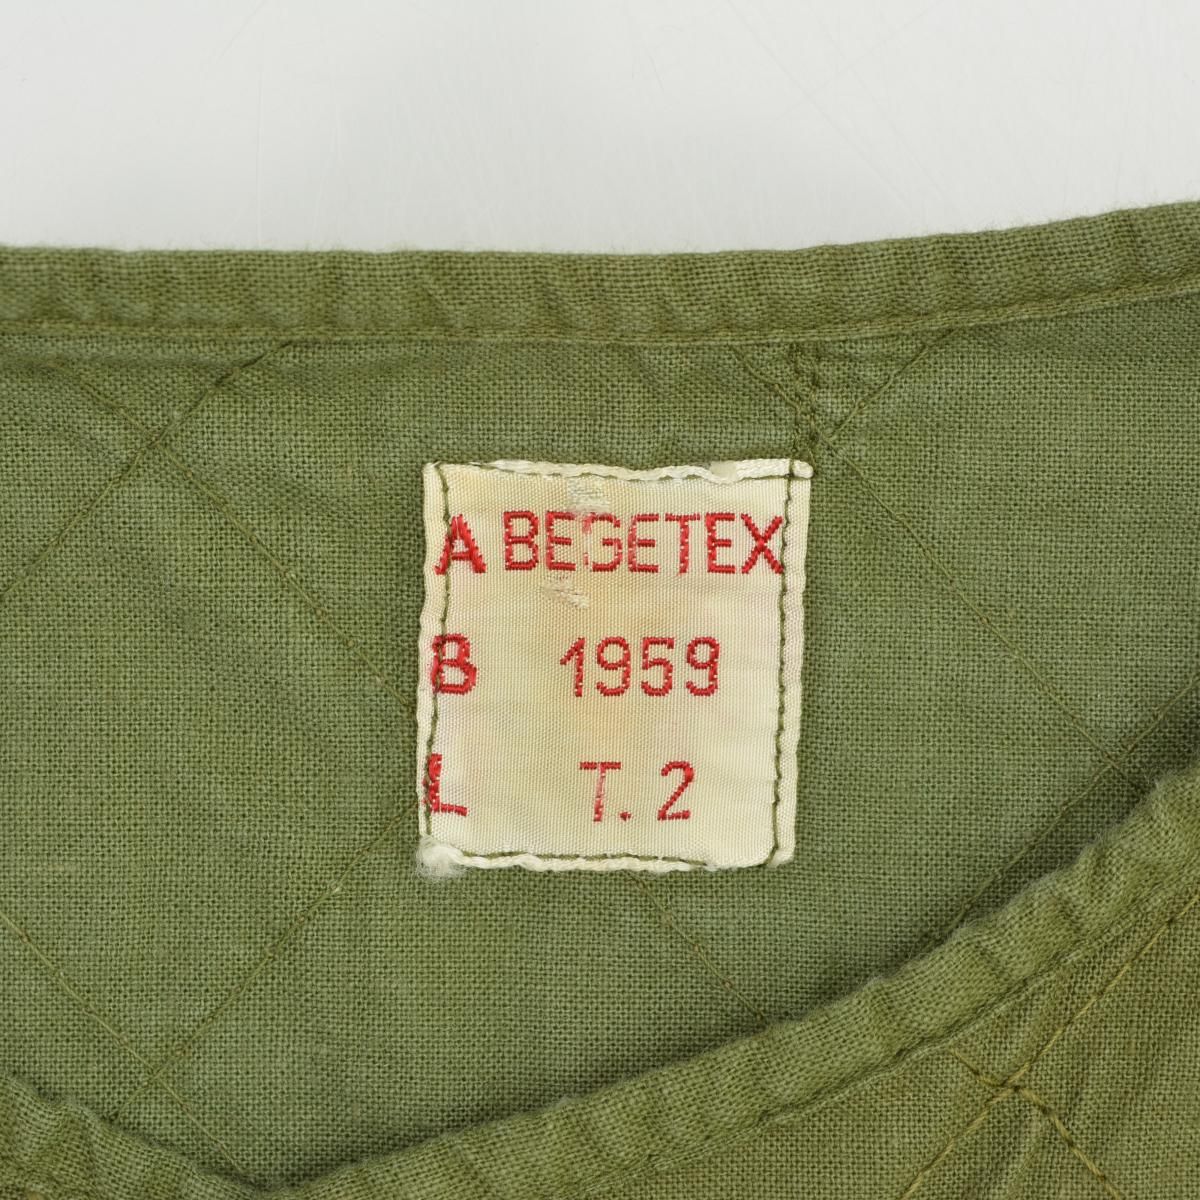 A BEGETEX
B 1959
L T. 2